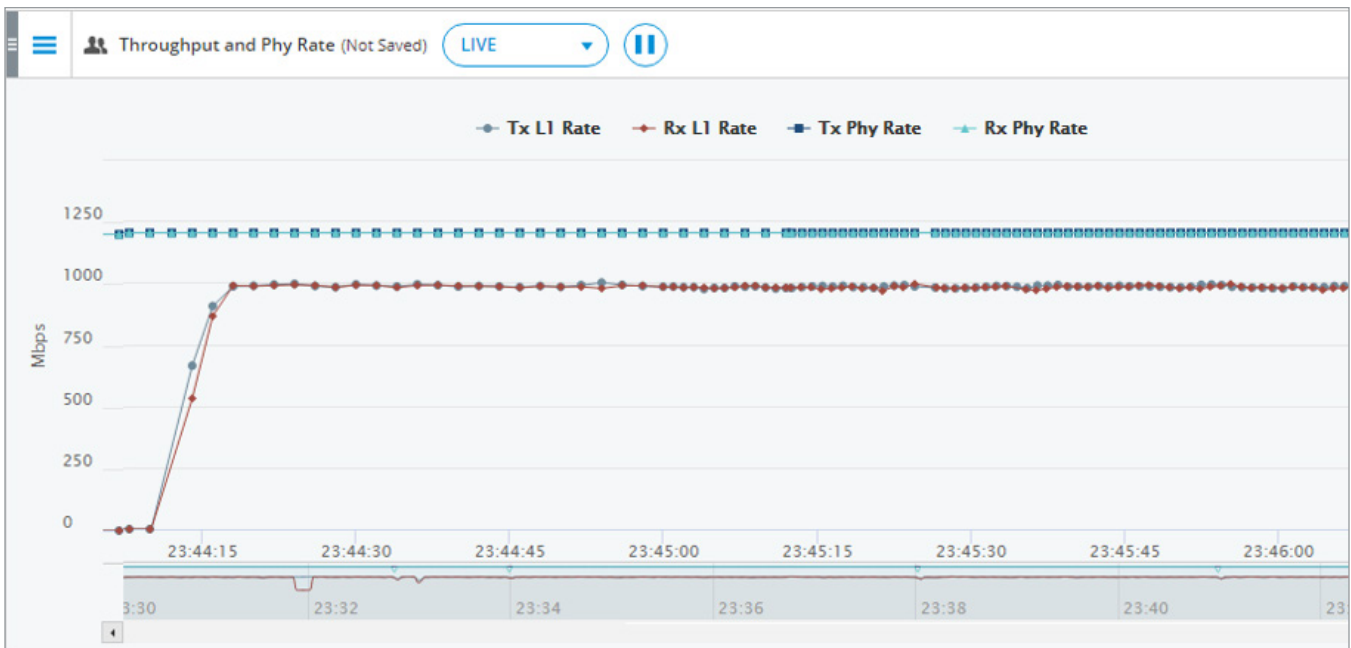 Throughput and Phy Rate (Not Saved) LIVE
Tx L1 Rate Rx L1 Rate Tx Phy Rate Rx Phy Rate
1250
1000
750
500
250
0
Mbps
23:44:15 23:44:30 23:44:45 23:45:00 23:45:15 23:45:30 23:45:45 23:46:00
3:30 23:32 23:34 23:36 23:38 23:40 23: